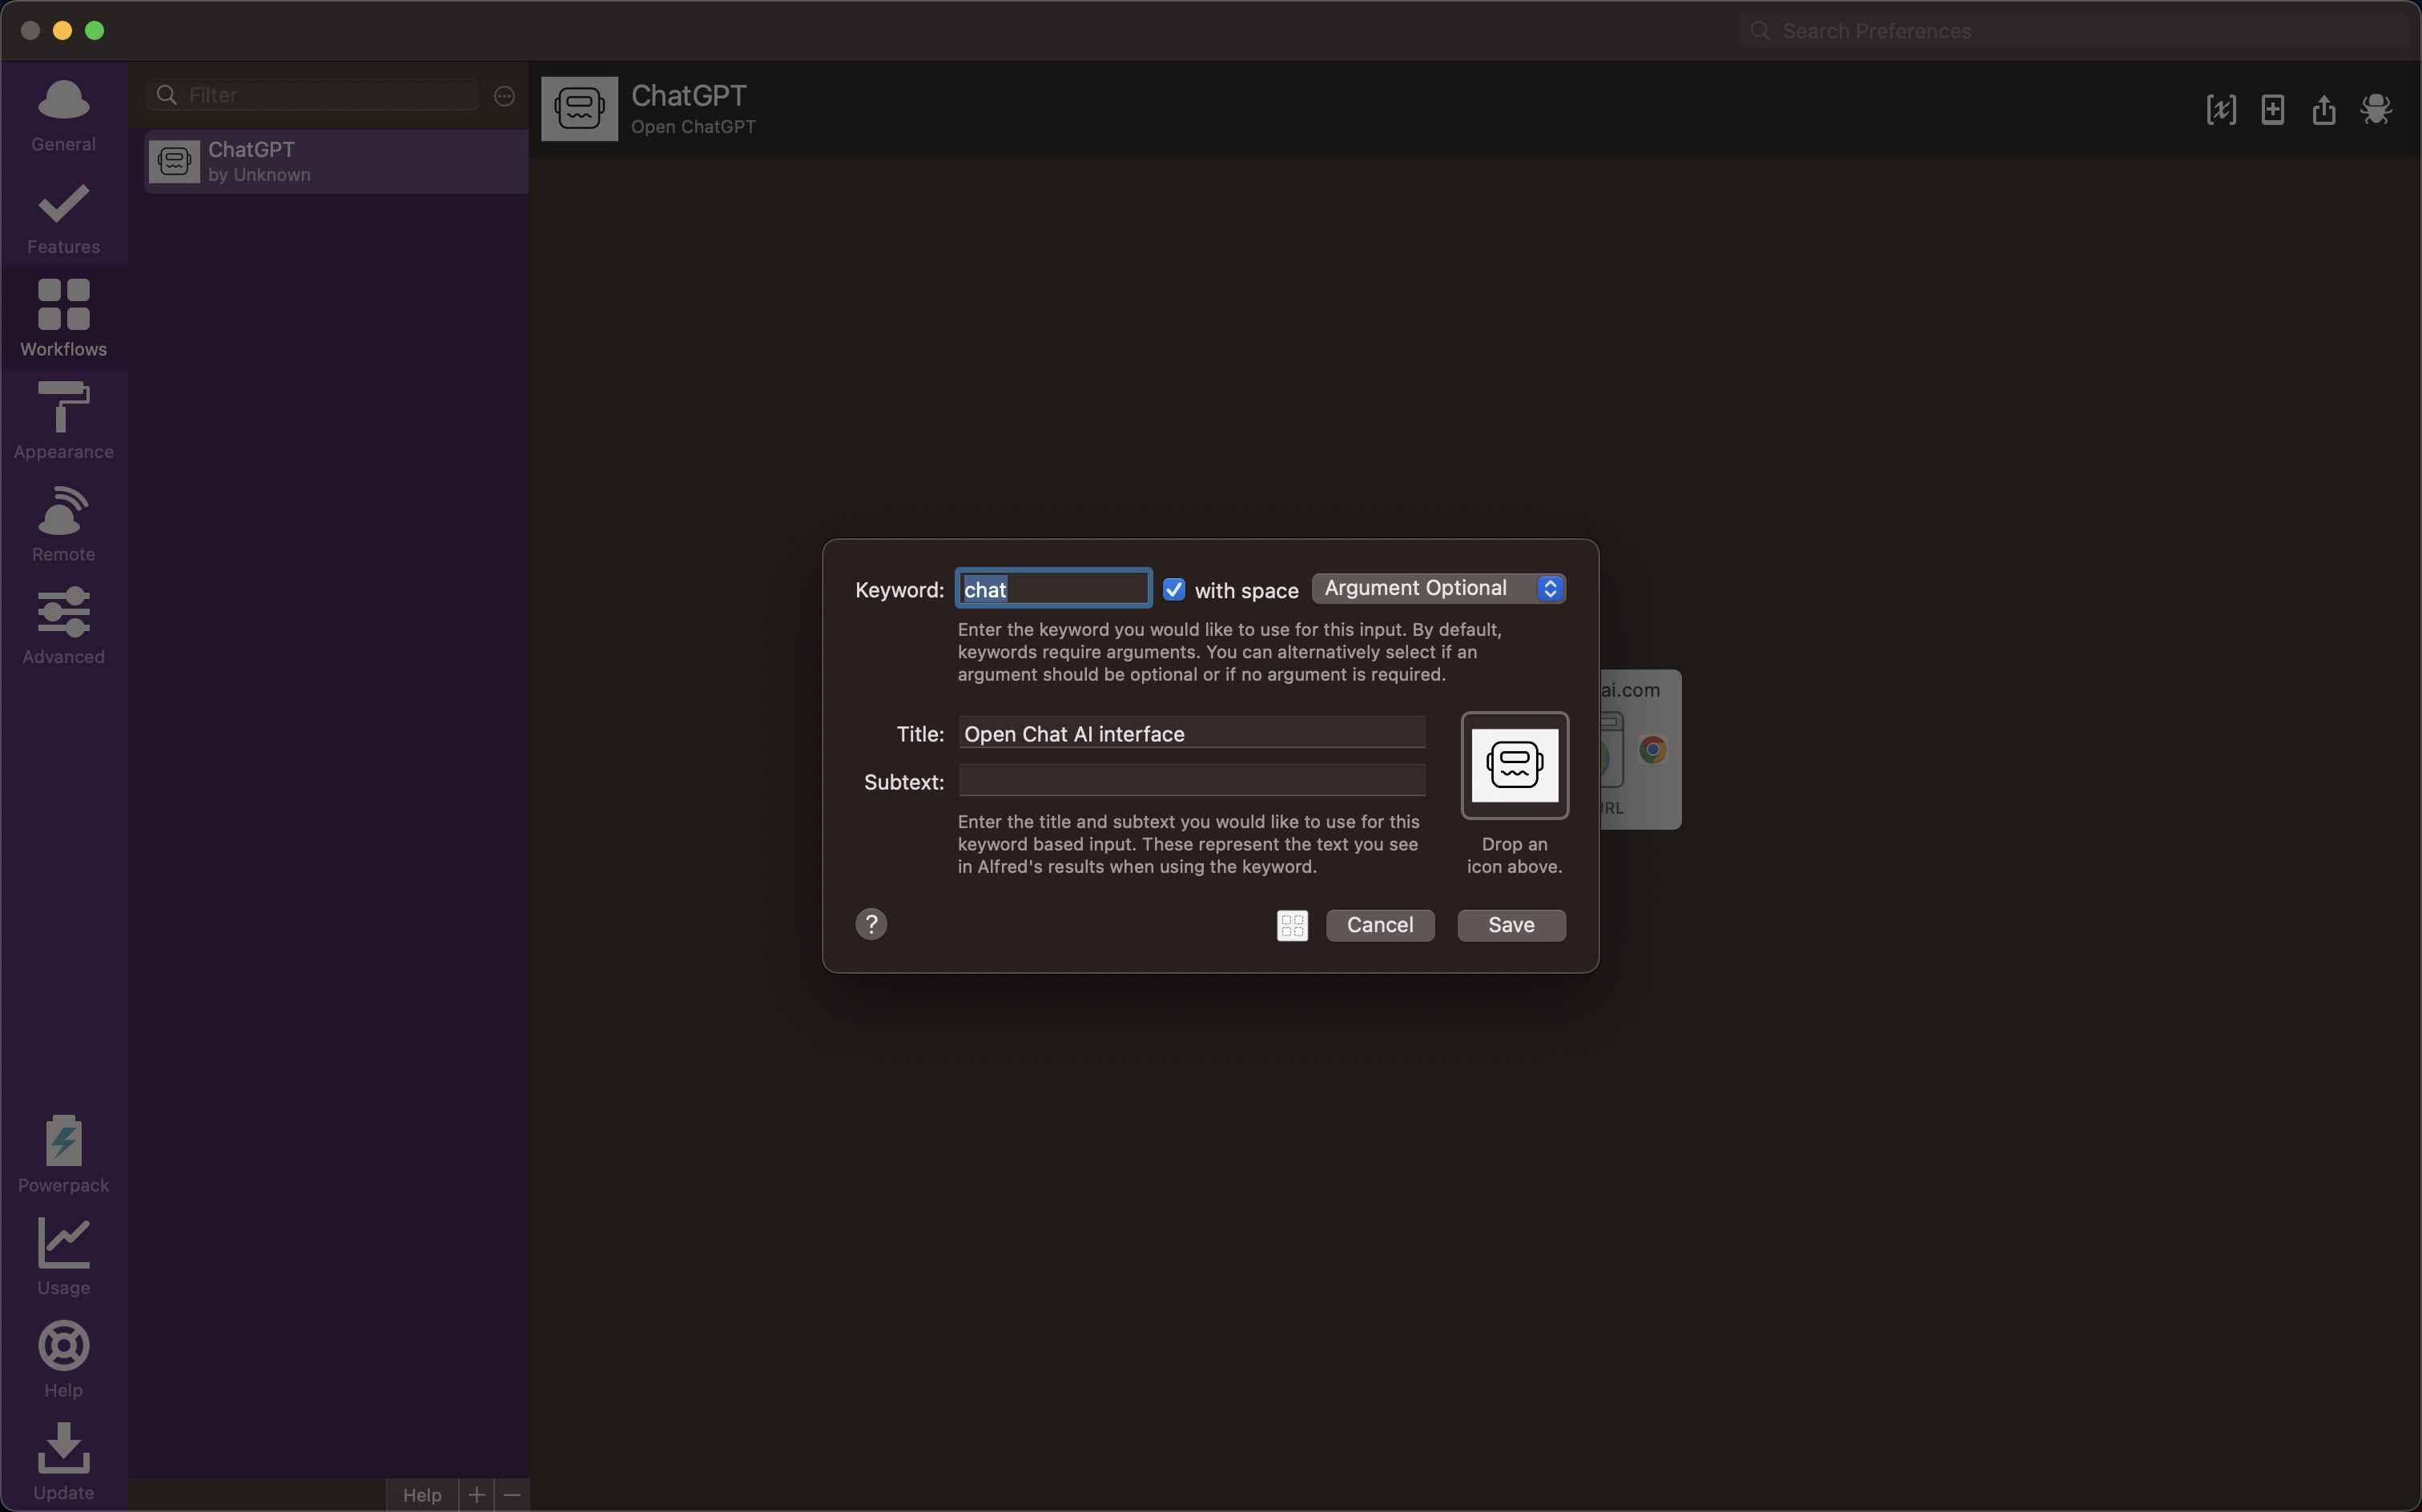 Search Preferences
General
Features
Workflows
Appearance
Remote
Advanced
Powerpack
Usage
Help
Update
Filter
ChatGPT
by Unknown
Help
ChatGPT
Open ChatGPT
Keyword: chat with space Argument Optional
Enter the keyword you would like to use for this input. By default,
keywords require arguments. You can alternatively select if an
argument should be optional or if no argument is required.
Title: Open Chat AI interface
Subtext:
Enter the title and subtext you would like to use for this
keyword based input. These represent the text you see
in Alfred's results when using the keyword.
Drop an
icon above.
? Cancel Save
ai.com